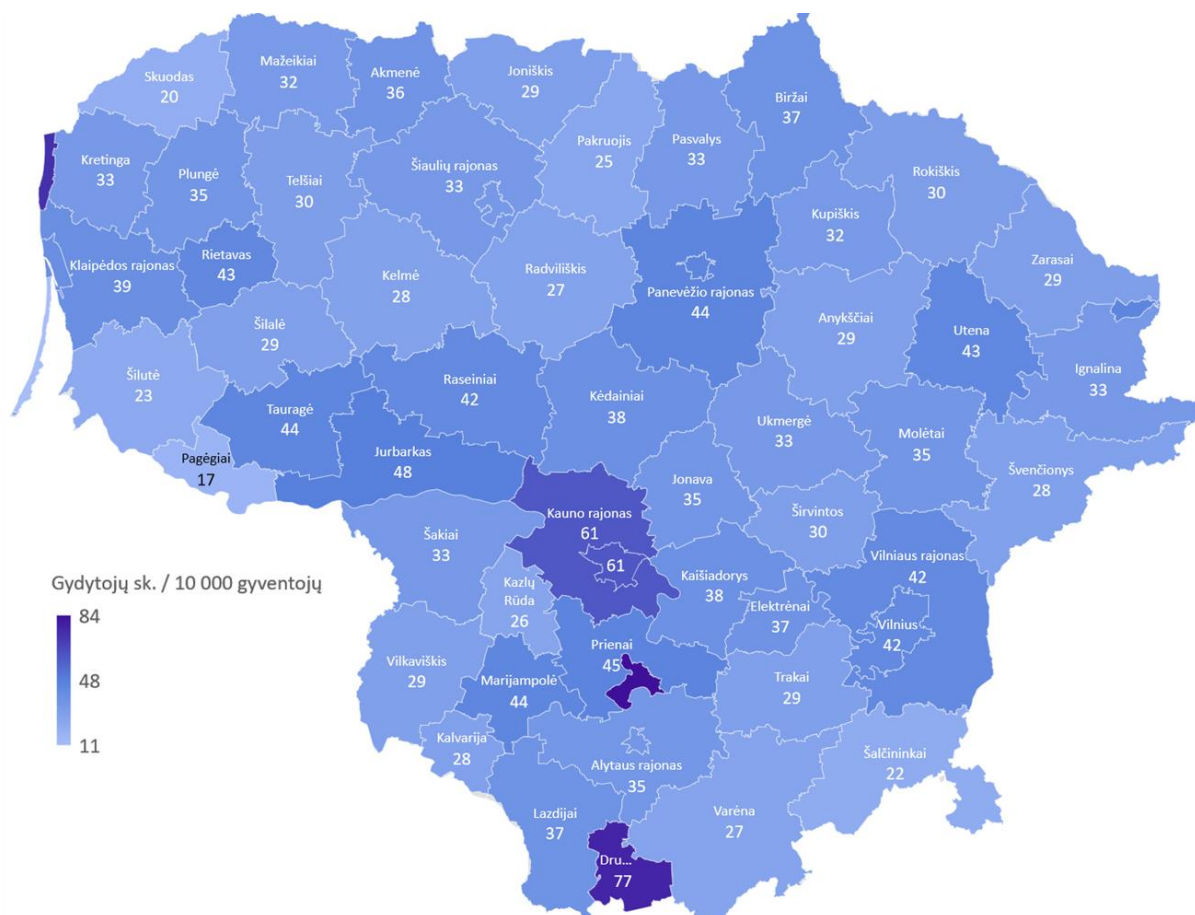 Skuodas
20
Mažeikiai
32
Akmenė
36
Joniškis
29
Biržai
37
Pakruojis
25
Pasvalys
33
Kretinga
33
Plungė
35
Telšiai
30
Šiaulių rajonas
33
Rokiškis
30
Kupiškis
32
Klaipėdos rajonas
39
Rietavas
43
Kelmė
28
Radviliškis
27
Panevėžio rajonas
44
Zarasai
29
Anykščiai
29
Utena
43
Šilalė
29
Ignalina
33
Šilutė
23
Raseiniai
42
Kėdainiai
38
Tauragė
44
Ukmergė
33
Molėtai
35
Pagėgiai
17
Jurbarkas
48
Jonava
35
Švenčionys
28
Kauno rajonas
61
Širvintos
30
Šakiai
33
Vilniaus rajonas
42
61
Kaišiadorys
38
Gydytojų sk. / 10 000 gyventojų
84
48
11
Kazlų
Rūda
26
Elektrėnai
37
Vilnius
42
Prienai
45
Vilkaviškis
29
Marijampolė
44
Trakai
29
Kalvarija
28
Alytaus rajonas
35
Šalčininkai
22
Lazdijai
37
Varėna
27
Dru...
77